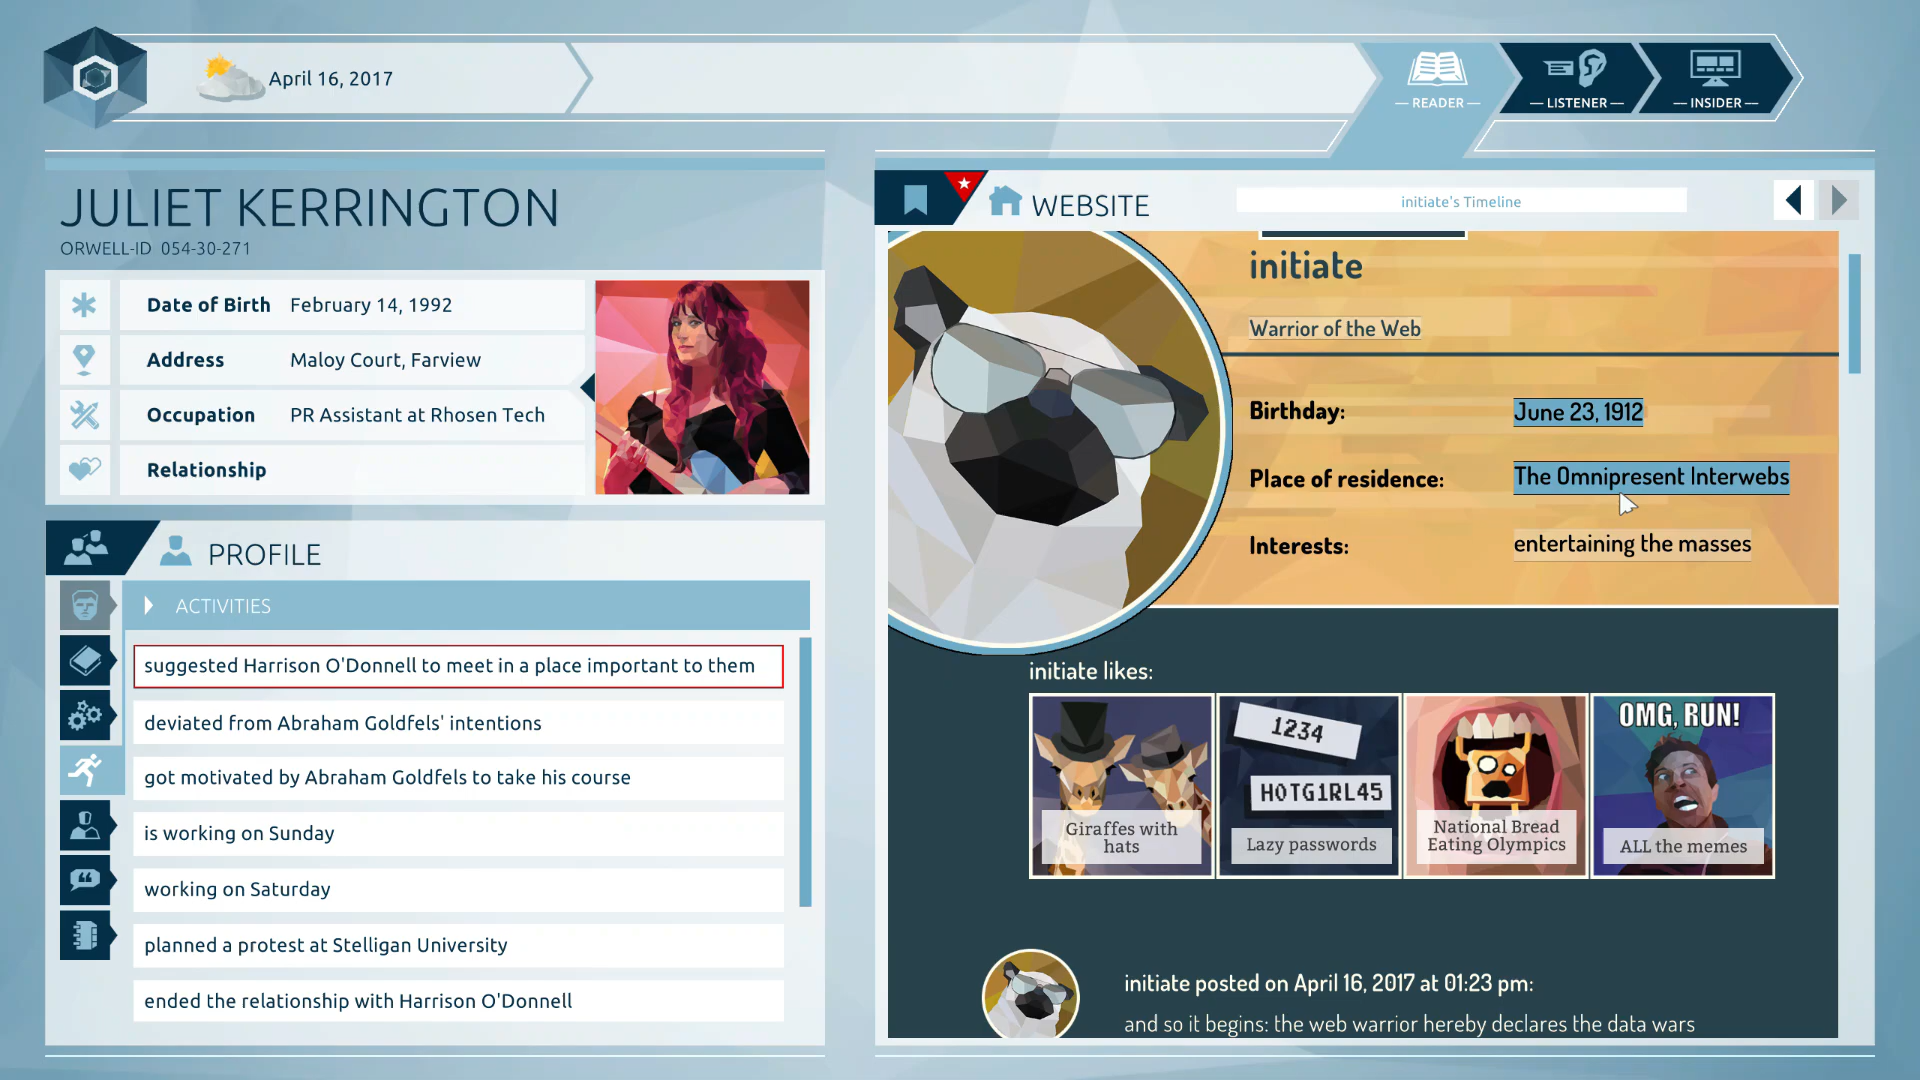 April 16, 2017
READER
LISTENER
INSIDER
JULIET KERRINGTON
ORWELL-ID 054-30-271
Date of Birth February 14, 1992
Address Maloy Court, Farview
Occupation PR Assistant at Rhosen Tech
Relationship
PROFILE
ACTIVITIES
suggested Harrison O'Donnell to meet in a place important to them
deviated from Abraham Goldfels' intentions
got motivated by Abraham Goldfels to take his course
is working on Sunday
working on Saturday
planned a protest at Stelligan University
ended the relationship with Harrison O'Donnell
WEBSITE
initiate's Timeline
initiate
Warrior of the Web
Birthday: June 23, 1912
Place of residence: The Omnipresent Interwebs
Interests: entertaining the masses
initiate likes:
Giraffes with
hats
1234
H0TG1RL45
Lazy passwords
National Bread
Eating Olympics
OMG, RUN!
ALL the memes
initiate posted on April 16, 2017 at 01:23 pm:
and so it begins: the web warrior hereby declares the data wars